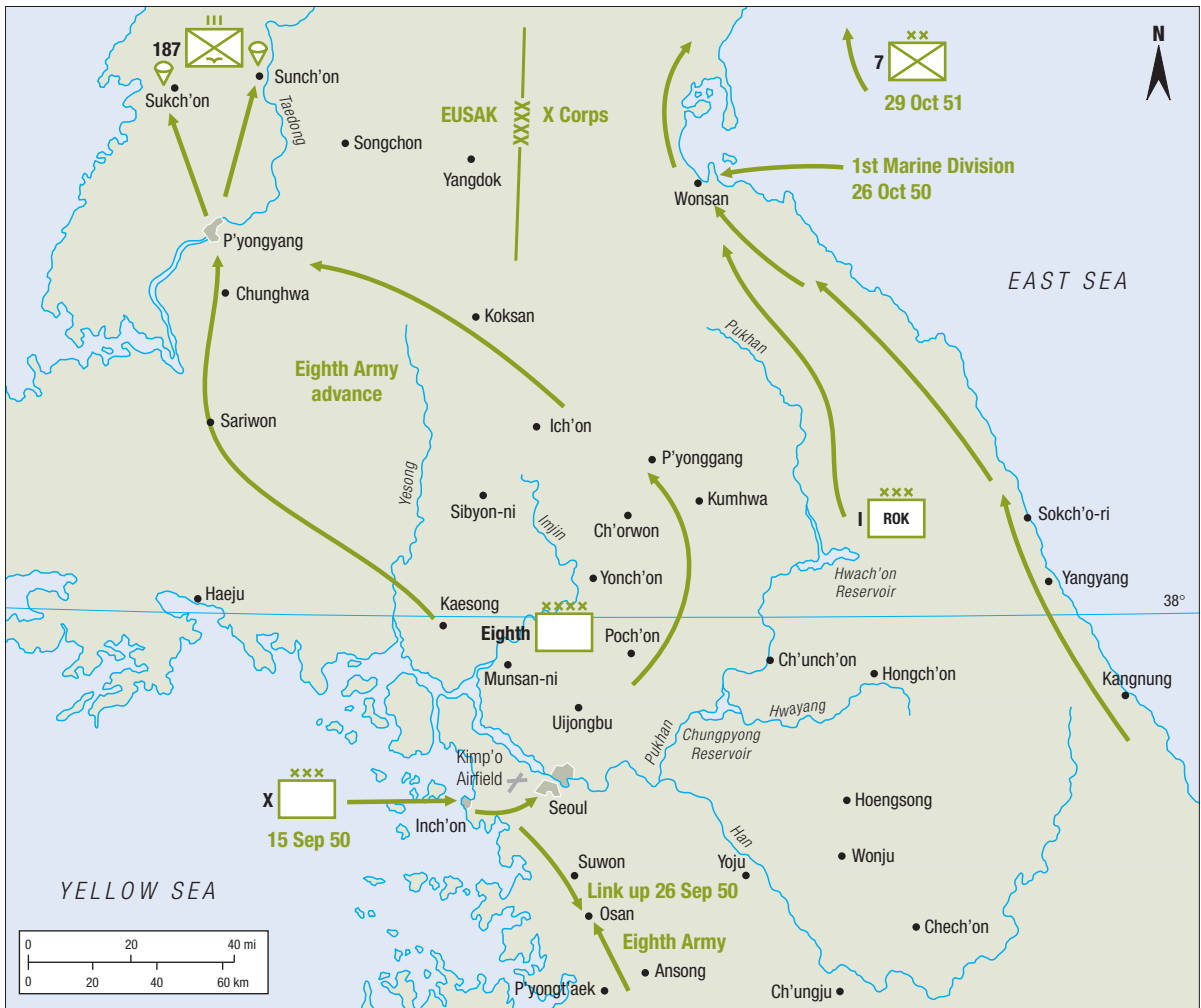 187
Sunch'on
Sukch'on
Taedong
Songchon
Yangdok
EUSAK
XXXX
X Corps
7
29 Oct 51
N
1st Marine Division
26 Oct 50
Wonsan
P'yongyang
Chunghwa
Koksan
EAST SEA
Pukhan
Eighth Army
advance
Sariwon
Ich'on
P'yonggang
Yesong
Sibyon-ni
Imjin
Kumhwa
Ch'orwon
I
ROK
Sokch'o-ri
Yonch'on
Hwach'on
Reservoir
Yangyang
Haeju
38°
Kaesong
Eighth
Poch'on
Munsan-ni
Ch'unch'on
Hongch'on
Kangnung
Uijongbu
Hwayang
Pukhan
Chungpyong
Reservoir
Kimp'o
Airfield
X
15 Sep 50
Inch'on
Seoul
Hoengsong
Han
Wonju
Suwon
Yoju
Link up 26 Sep 50
YELLOW SEA
Osan
Eighth Army
Chech'on
Ansong
P'yongt'aek
Ch'ungju
0 20 40 mi
0 20 40 60 km